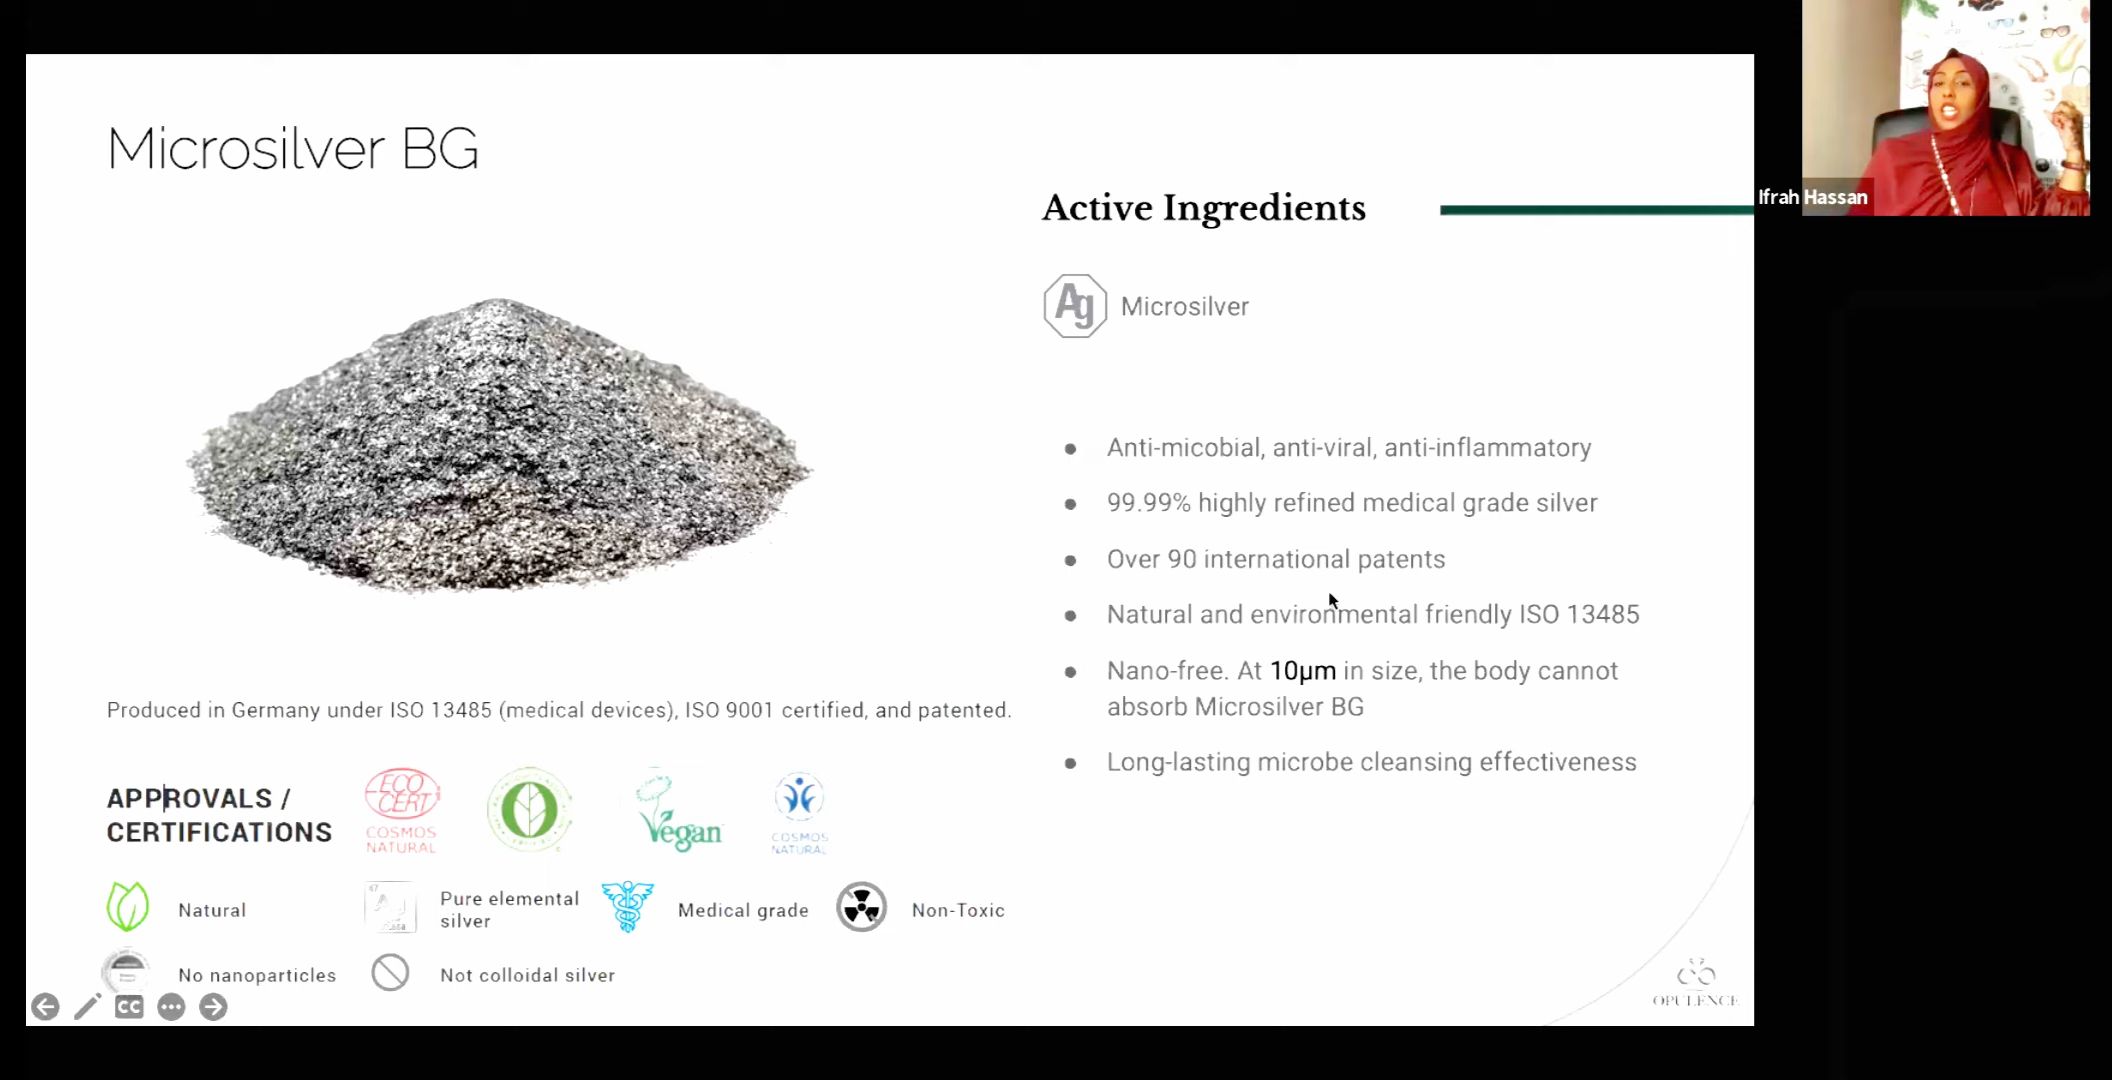 Microsilver BG
Ifrah Hassan
Active Ingredients
Ag Microsilver
Anti-micobial, anti-viral, anti-inflammatory
99.99% highly refined medical grade silver
Over 90 international patents
Natural and environmental friendly ISO 13485
Nano-free. At 10µm in size, the body cannot
absorb Microsilver BG
Long-lasting microbe cleansing effectiveness
Produced in Germany under ISO 13485 (medical devices), ISO 9001 certified, and patented.
APPROVALS /
CERTIFICATIONS
ECO
CERT
COSMOS
NATURAL
Vegan
COSMOS
NATURAL
Natural
47
Pure elemental
silver
Medical grade
Non-Toxic
No nanoparticles
Not colloidal silver
CC
OPULENCE